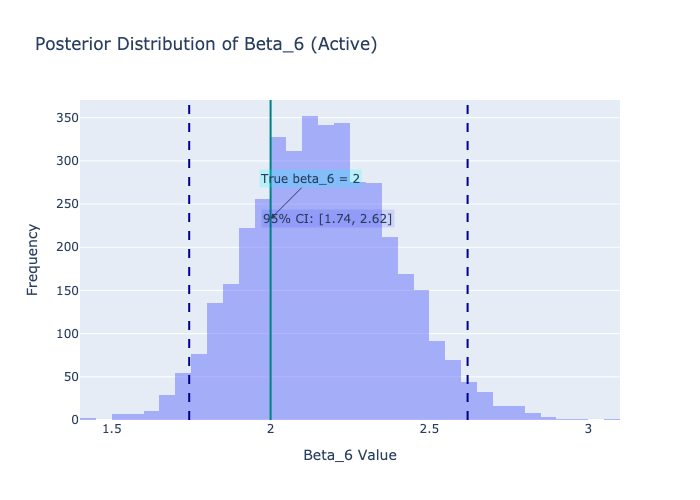 Posterior Distribution of Beta_6 (Active)
350
300
True beta_6 = 2
250
95% CI: [1.74, 2.62]
200
150
100
50
0
Frequency
1.5
2
2.5
3
Beta_6 Value